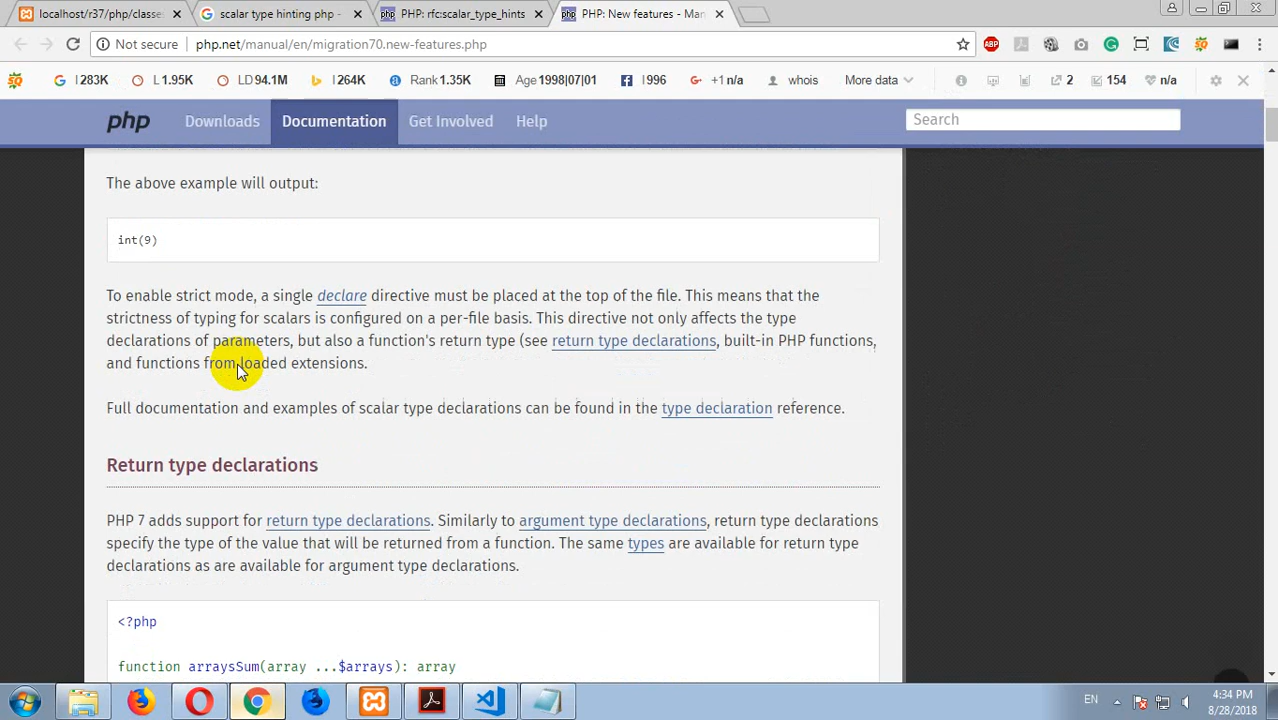 localhost/r37/php/classe
scalar type hinting php -
PHP: rfc:scalar_type_hints
PHP: New features - Man
Not secure
php.net/manual/en/migration70.new-features.php
ABP
I 283K
L 1.95K
LD 94.1M
I 264K
Rank 1.35K
Age 1998|07|01
I 996
+1 n/a
whois
More data
2
154
n/a
php
Downloads
Documentation
Get Involved
Help
Search
The above example will output:
int(9)
To enable strict mode, a single declare directive must be placed at the top of the file. This means that the
strictness of typing for scalars is configured on a per-file basis. This directive not only affects the type
declarations of parameters, but also a function's return type (see return type declarations, built-in PHP functions,
and functions from loaded extensions.
Full documentation and examples of scalar type declarations can be found in the type declaration reference.
Return type declarations
PHP 7 adds support for return type declarations. Similarly to argument type declarations, return type declarations
specify the type of the value that will be returned from a function. The same types are available for return type
declarations as are available for argument type declarations.
<?php
function arraysSum(array ...$arrays): array
EN
4:34 PM
8/28/2018